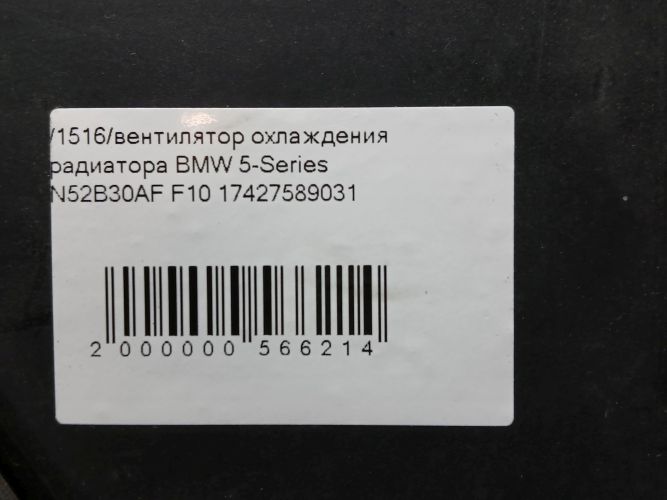 /1516/вентилятор охлаждения
радиатора BMW 5-Series
N52B30AF F10 17427589031
2 000000 566214